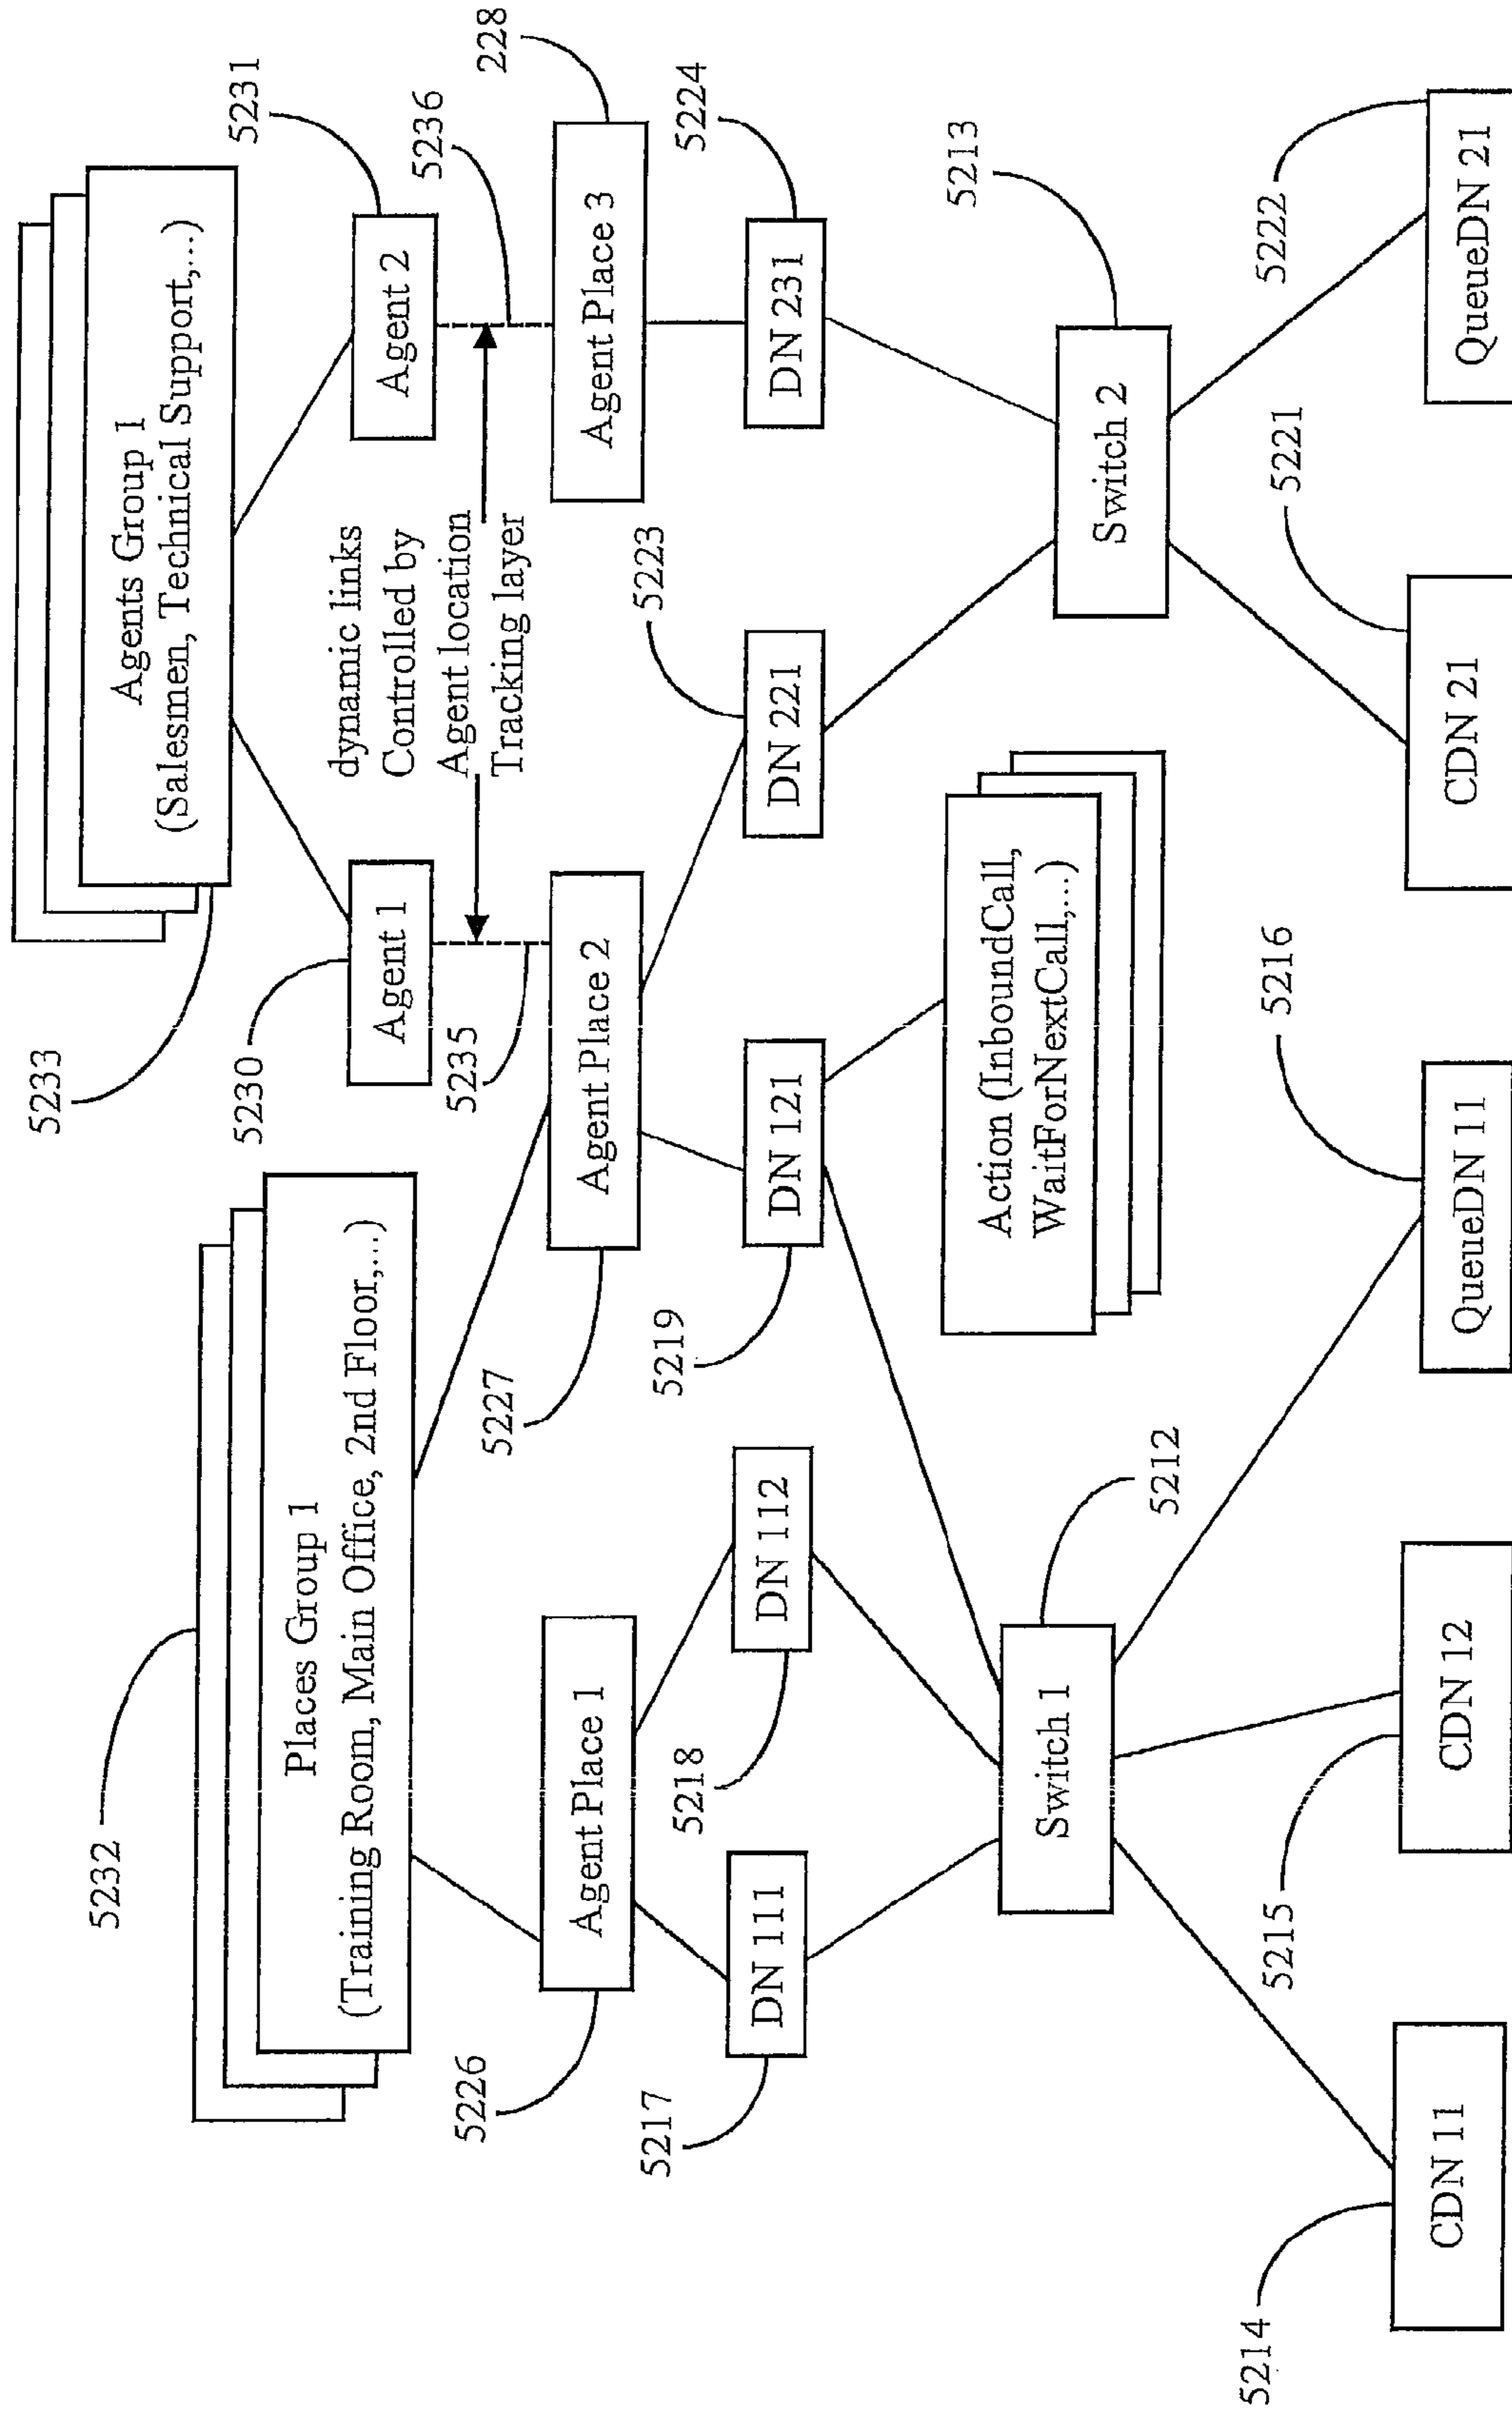 5232
Places Group 1
(Training Room, Main Office, 2nd Floor,...)
5233
Agents Group 1
(Salesmen, Technical Support,...)
5231
5230
Agent 1
Agent 2
5235
dynamic links
Controlled by
Agent location
Tracking layer
5236
228
5226
Agent Place 1
5227
Agent Place 2
Agent Place 3
5217
DN 111
5218
DN 112
5219
DN 121
5223
DN 221
DN 231
5224
Action (InboundCall,
WaitForNextCall,...)
Switch 1
5212
Switch 2
5213
5214
CDN 11
5215
CDN 12
5216
QueueDN 11
5221
CDN 21
5222
QueueDN 21